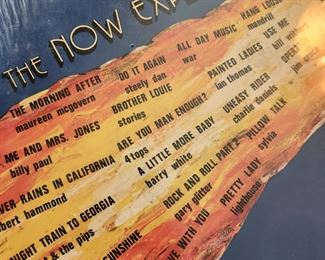 THE NOW EXP
THE MORNING AFTER
maureen mcgovern
ME AND MRS. JONES
billy paul
VER RAINS IN CALIFORNIA
bert hammond
UGHT TRAIN TO GEORGIA
& the pips
UNSHINE
DO IT AGAIN
steely dan
BROTHER LOUIE
stories
ARE YOU MAN ENOUGH?
4 tops
A LITTLE MORE BABY
barry white
ROCK AND ROLL PART 2
gary glitter
VE WITH YOU
ALL DAY MUSIC
war
PAINTED LADIES
ian thomas
UNEASY RIDER
charlie daniels
PILLOW TALK
sylvia
PRETTY LADY
lighthouse
HANG LOOSE
mandrill
USE ME
bill
OPER
jim